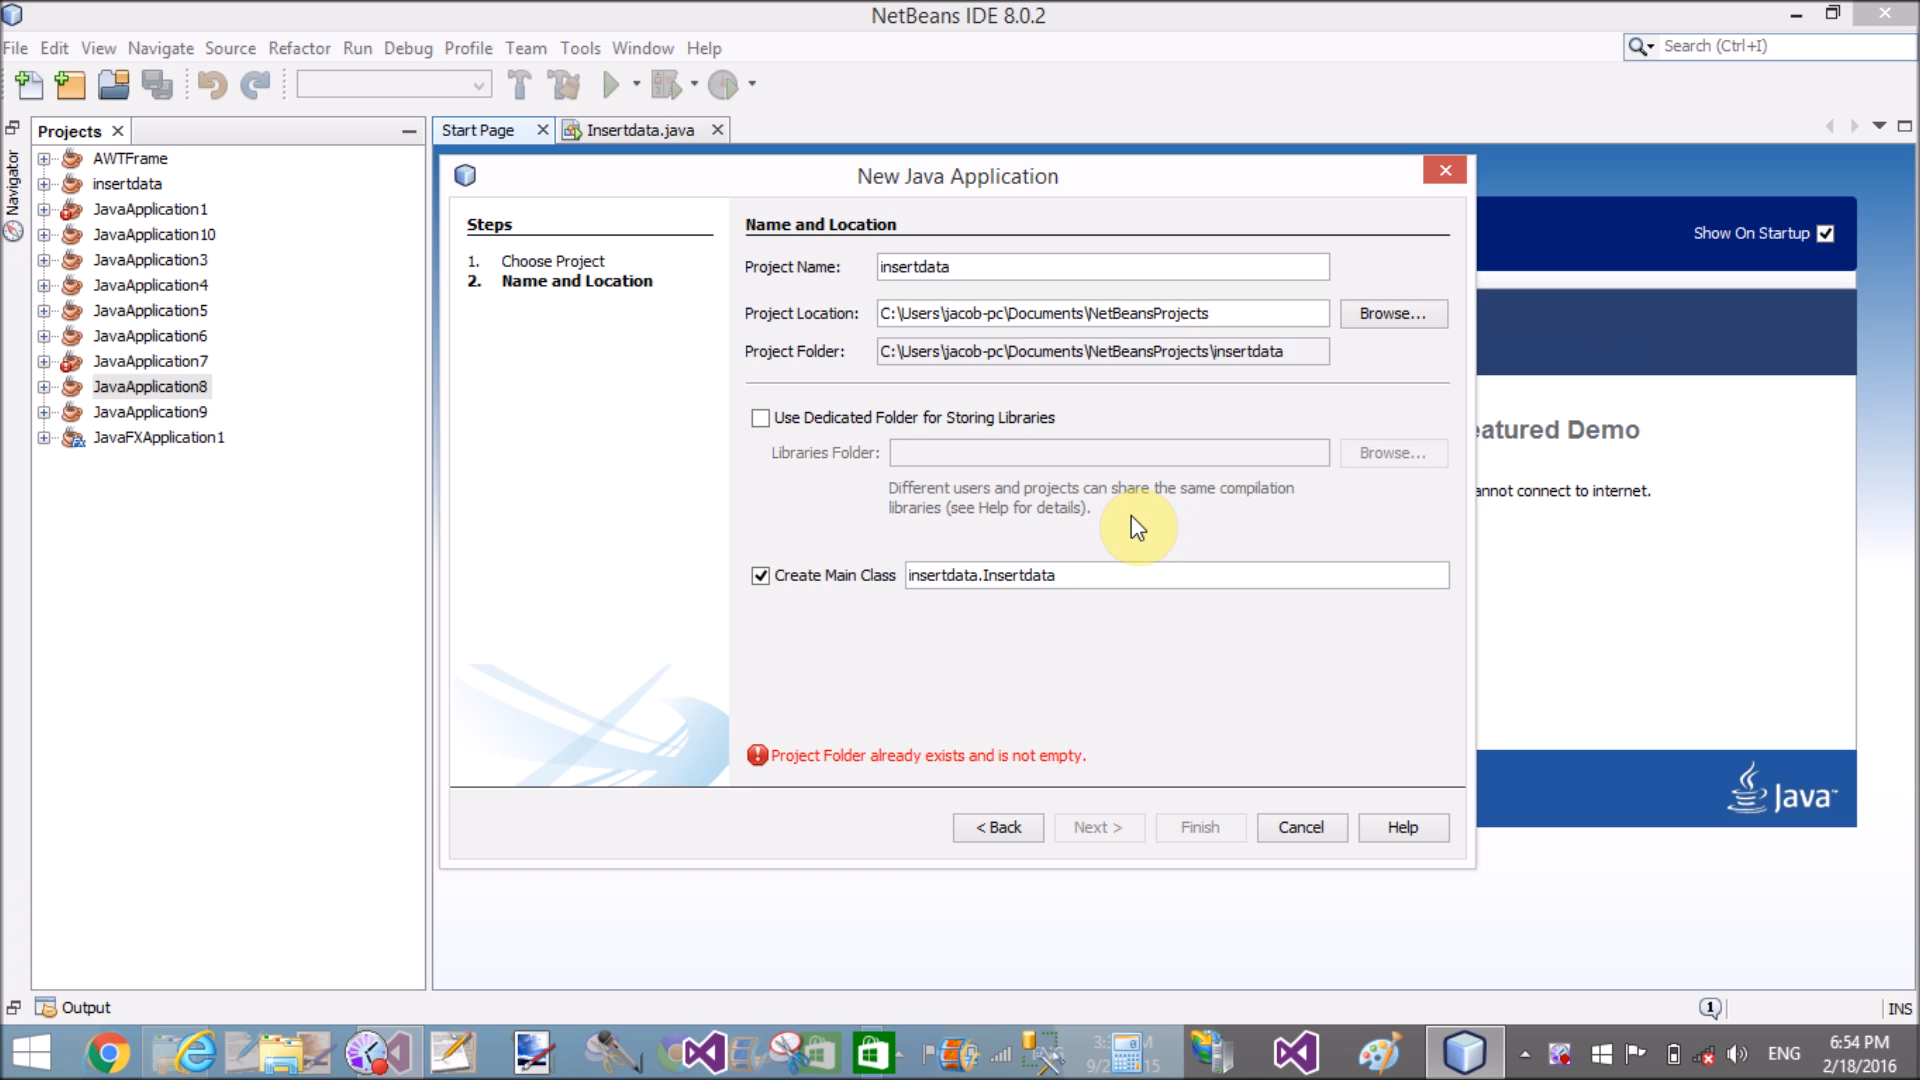 NetBeans IDE 8.0.2
File Edit View Navigate Source Refactor Run Debug Profile Team Tools Window Help
Search (Ctrl+I)
Projects
Start Page
Insertdata.java
Navigator
AWTFrame
insertdata
JavaApplication1
JavaApplication10
JavaApplication3
JavaApplication4
JavaApplication5
JavaApplication6
JavaApplication7
JavaApplication8
JavaApplication9
JavaFXApplication1
New Java Application
Steps
1. Choose Project
2. Name and Location
Name and Location
Project Name: insertdata
Project Location: C:\Users\jacob-pc\Documents\NetBeansProjects Browse...
Project Folder: C:\Users\jacob-pc\Documents\NetBeansProjects\insertdata
Use Dedicated Folder for Storing Libraries
Libraries Folder: Browse...
Different users and projects can share the same compilation
libraries (see Help for details).
Create Main Class insertdata.Insertdata
Project Folder already exists and is not empty.
< Back Next > Finish Cancel Help
Show On Startup
eatured Demo
annot connect to internet.
Java
Output
1
INS
ENG
6:54 PM
2/18/2016